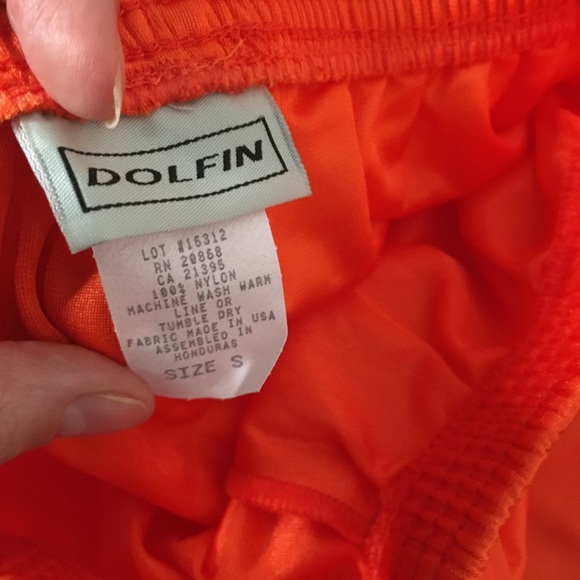 DOLFIN
LOT #16312
RN 20868
CA 21395
100% NYLON
MACHINE WASH WARM
LINE OR
TUMBLE DRY
FABRIC MADE IN USA
ASSEMBLED IN
HONDURAS
SIZE S